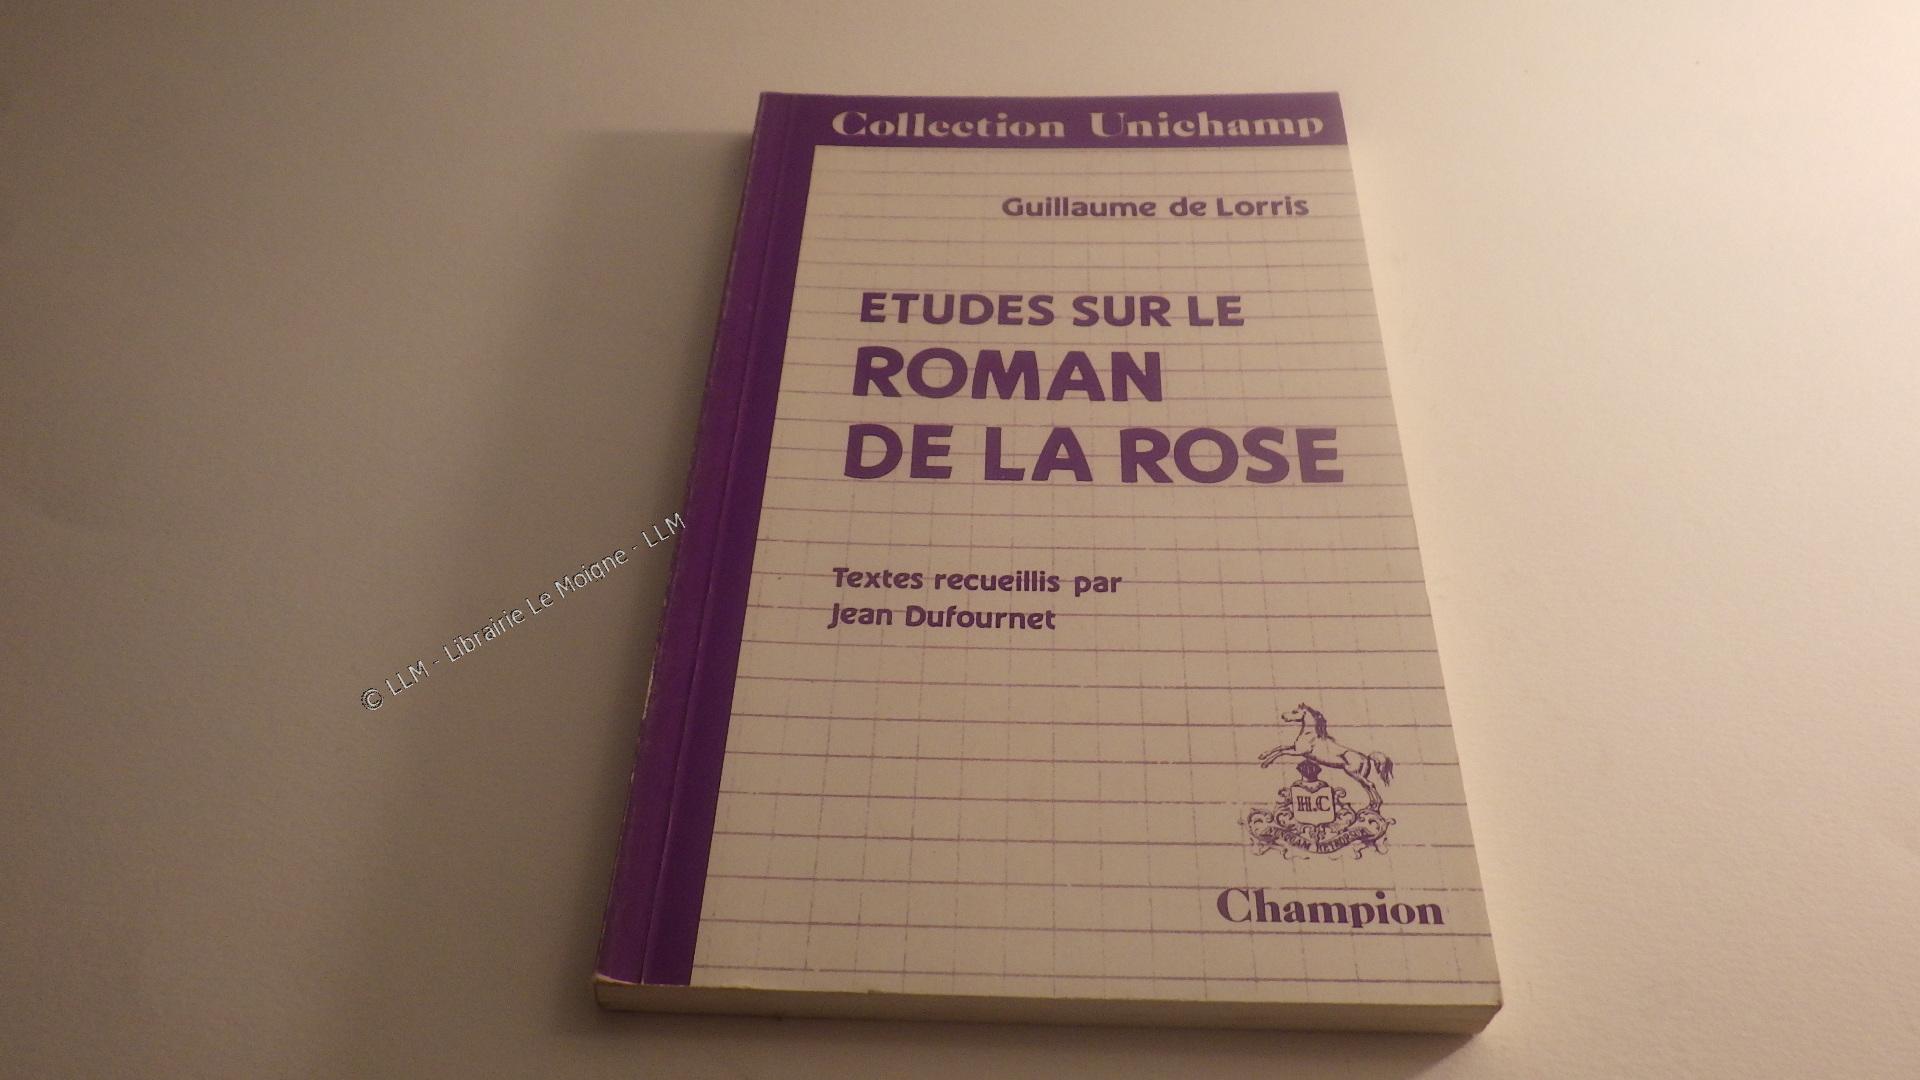 Collection Unichamp
Guillaume de Lorris
ETUDES SUR LE
ROMAN
DE LA ROSE
Textes recueillis par
Jean Dufournet
H.C
RETRORSUM
Champion
© LLM - Librairie Le Moigne - LLM